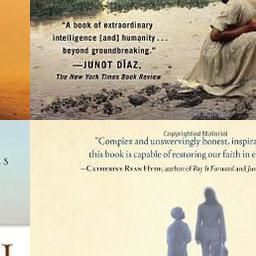 "A book of extraordinary
intelligence [and] humanity...
beyond groundbreaking."
—JUNOT DÍAZ,
The New York Times Book Review
Copyrighted Material
"Complex and unswervingly honest, inspira
this book is capable of restoring our faith in e
—CATHERINE RYAN HYDE, author of Pay It Forward and Jus
S